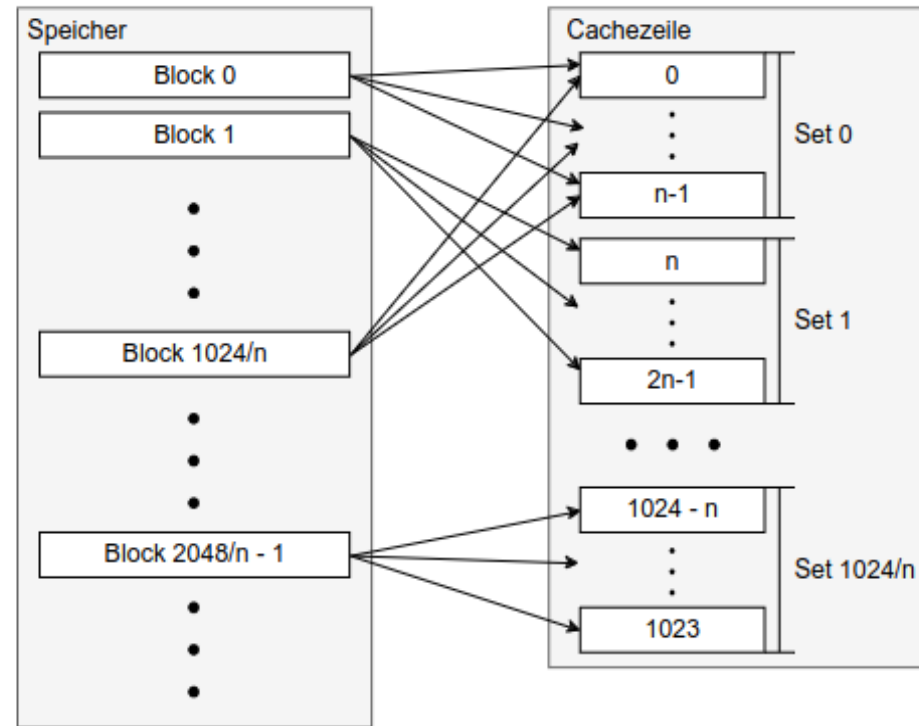 Speicher
Block 0
Block 1
Block 1024/n
Block 2048/n - 1
Cachezeile
0
n-1
Set 0
n
2n-1
Set 1
1024 - n
1023
Set 1024/n